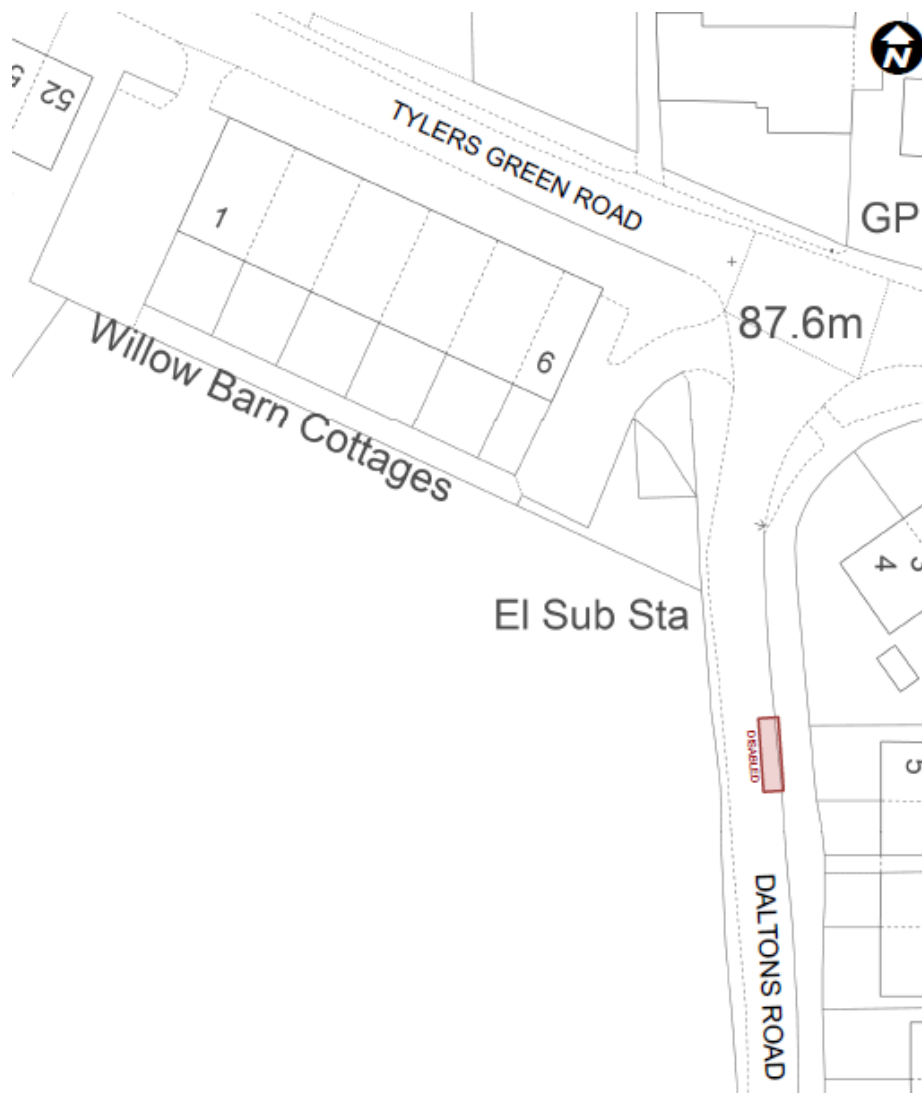 N
52
TYLERS GREEN ROAD
1
GP
87.6m
6
Willow Barn Cottages
4
El Sub Sta
DISABLED
5
DALTONS ROAD